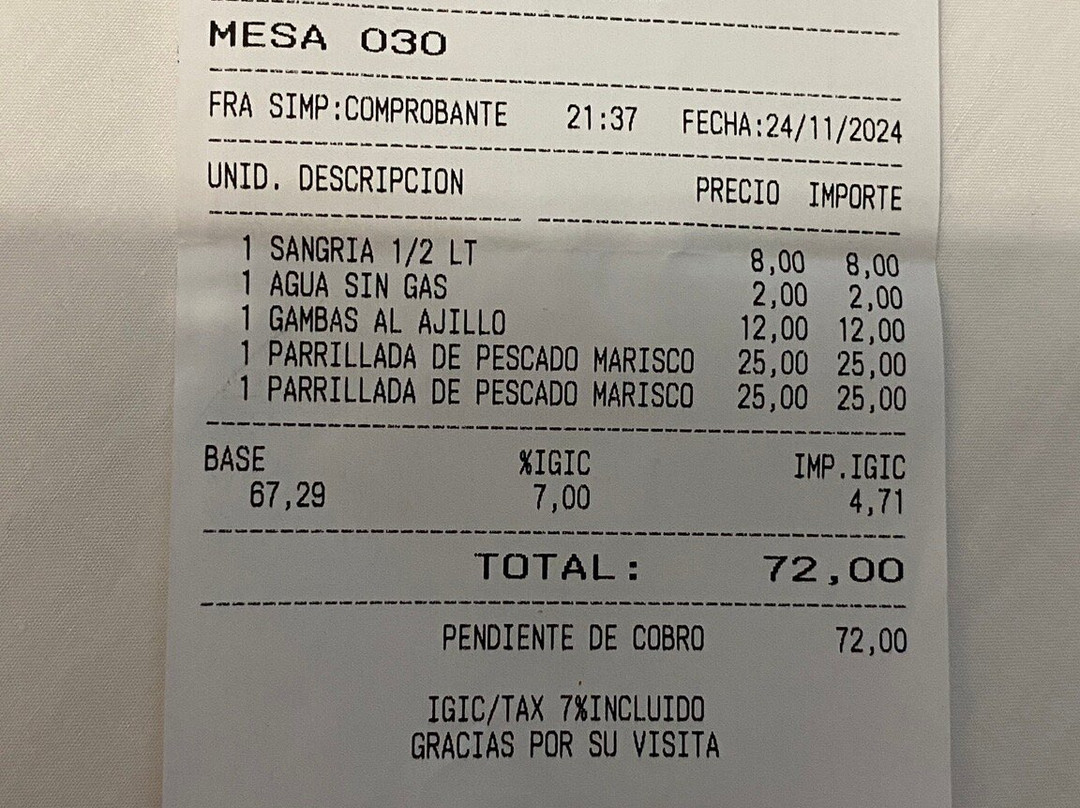 MESA 030
FRA SIMP:COMPROBANTE 21:37 FECHA:24/11/2024
UNID. DESCRIPCION PRECIO IMPORTE
1 SANGRIA 1/2 LT 8,00 8,00
1 AGUA SIN GAS 2,00 2,00
1 GAMBAS AL AJILLO 12,00 12,00
1 PARRILLADA DE PESCADO MARISCO 25,00 25,00
1 PARRILLADA DE PESCADO MARISCO 25,00 25,00
BASE %IGIC IMP.IGIC
67,29 7,00 4,71
TOTAL: 72,00
PENDIENTE DE COBRO 72,00
IGIC/TAX 7%INCLUIDO
GRACIAS POR SU VISITA